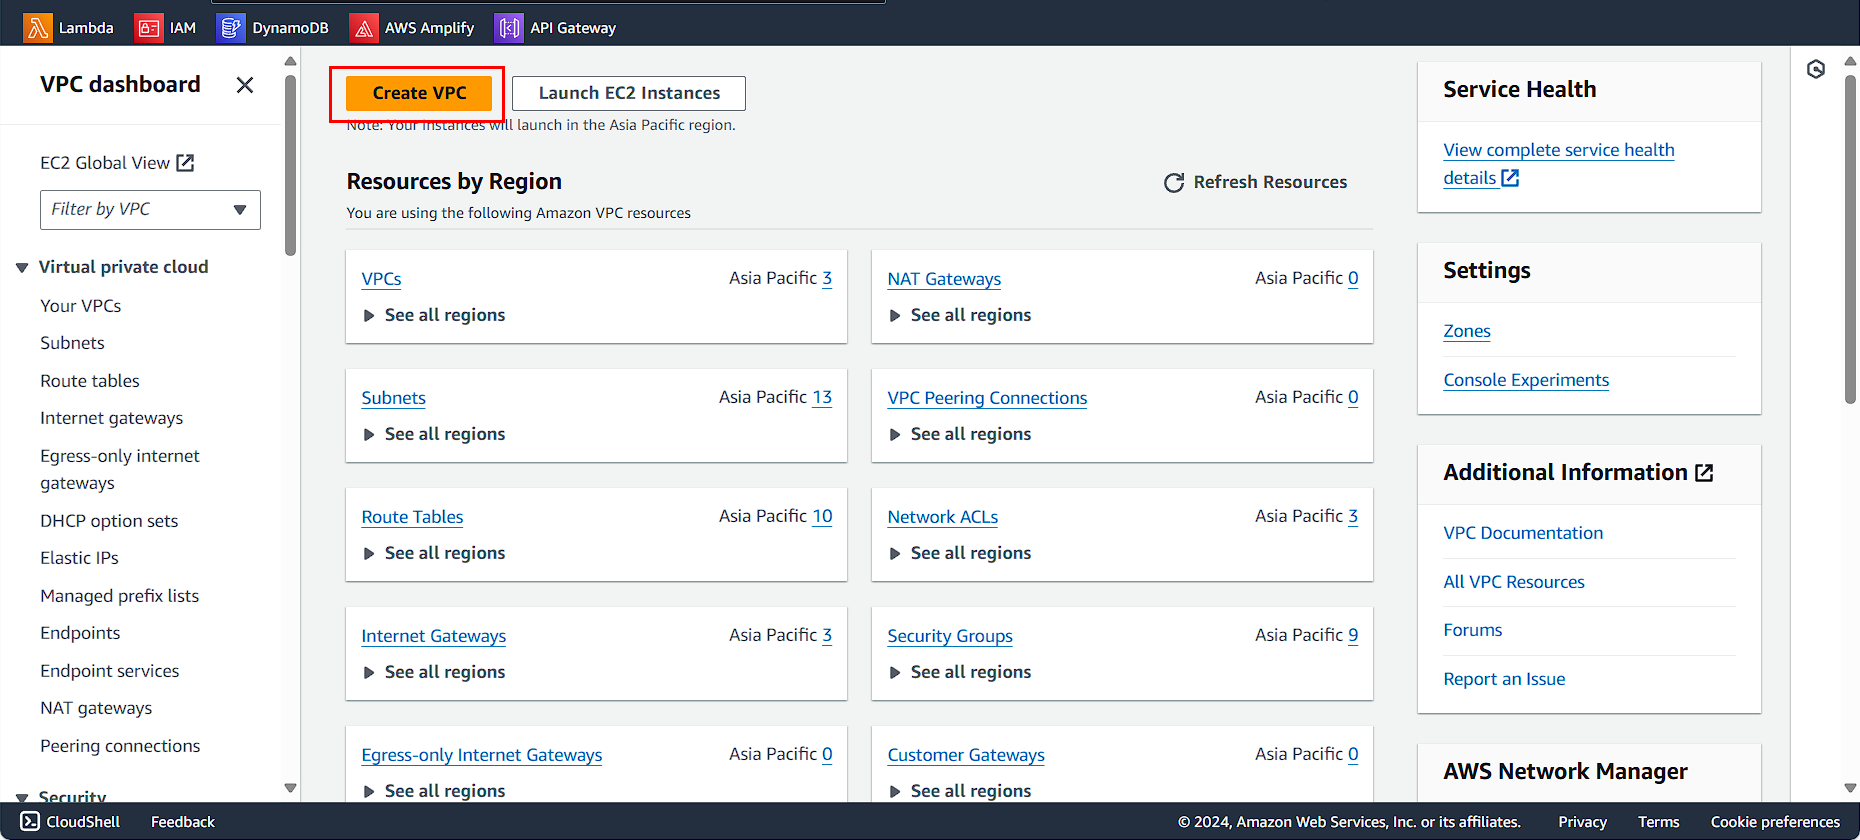 Lambda IAM DynamoDB AWS Amplify API Gateway
VPC dashboard
EC2 Global View
Filter by VPC
Virtual private cloud
Your VPCs
Subnets
Route tables
Internet gateways
Egress-only internet
gateways
DHCP option sets
Elastic IPs
Managed prefix lists
Endpoints
Endpoint services
NAT gateways
Peering connections
Security
Create VPC Launch EC2 Instances
Note: Your instances will launch in the Asia Pacific region.
Resources by Region Refresh Resources
You are using the following Amazon VPC resources
VPCs Asia Pacific 3
See all regions
NAT Gateways Asia Pacific 0
See all regions
Subnets Asia Pacific 13
See all regions
VPC Peering Connections Asia Pacific 0
See all regions
Route Tables Asia Pacific 10
See all regions
Network ACLs Asia Pacific 3
See all regions
Internet Gateways Asia Pacific 3
See all regions
Security Groups Asia Pacific 9
See all regions
Egress-only Internet Gateways Asia Pacific 0
See all regions
Customer Gateways Asia Pacific 0
See all regions
Service Health
View complete service health
details
Settings
Zones
Console Experiments
Additional Information
VPC Documentation
All VPC Resources
Forums
Report an Issue
AWS Network Manager
CloudShell Feedback © 2024, Amazon Web Services, Inc. or its affiliates. Privacy Terms Cookie preferences